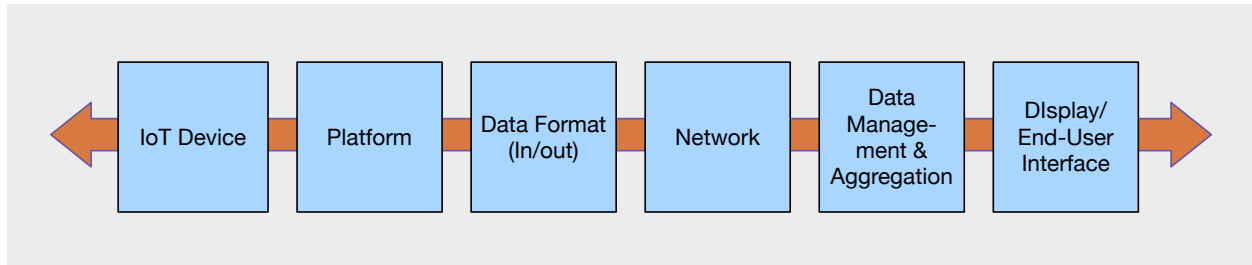 IoT Device
Platform
Data Format
(In/out)
Network
Data
Manage-
ment &
Aggregation
DIsplay/
End-User
Interface